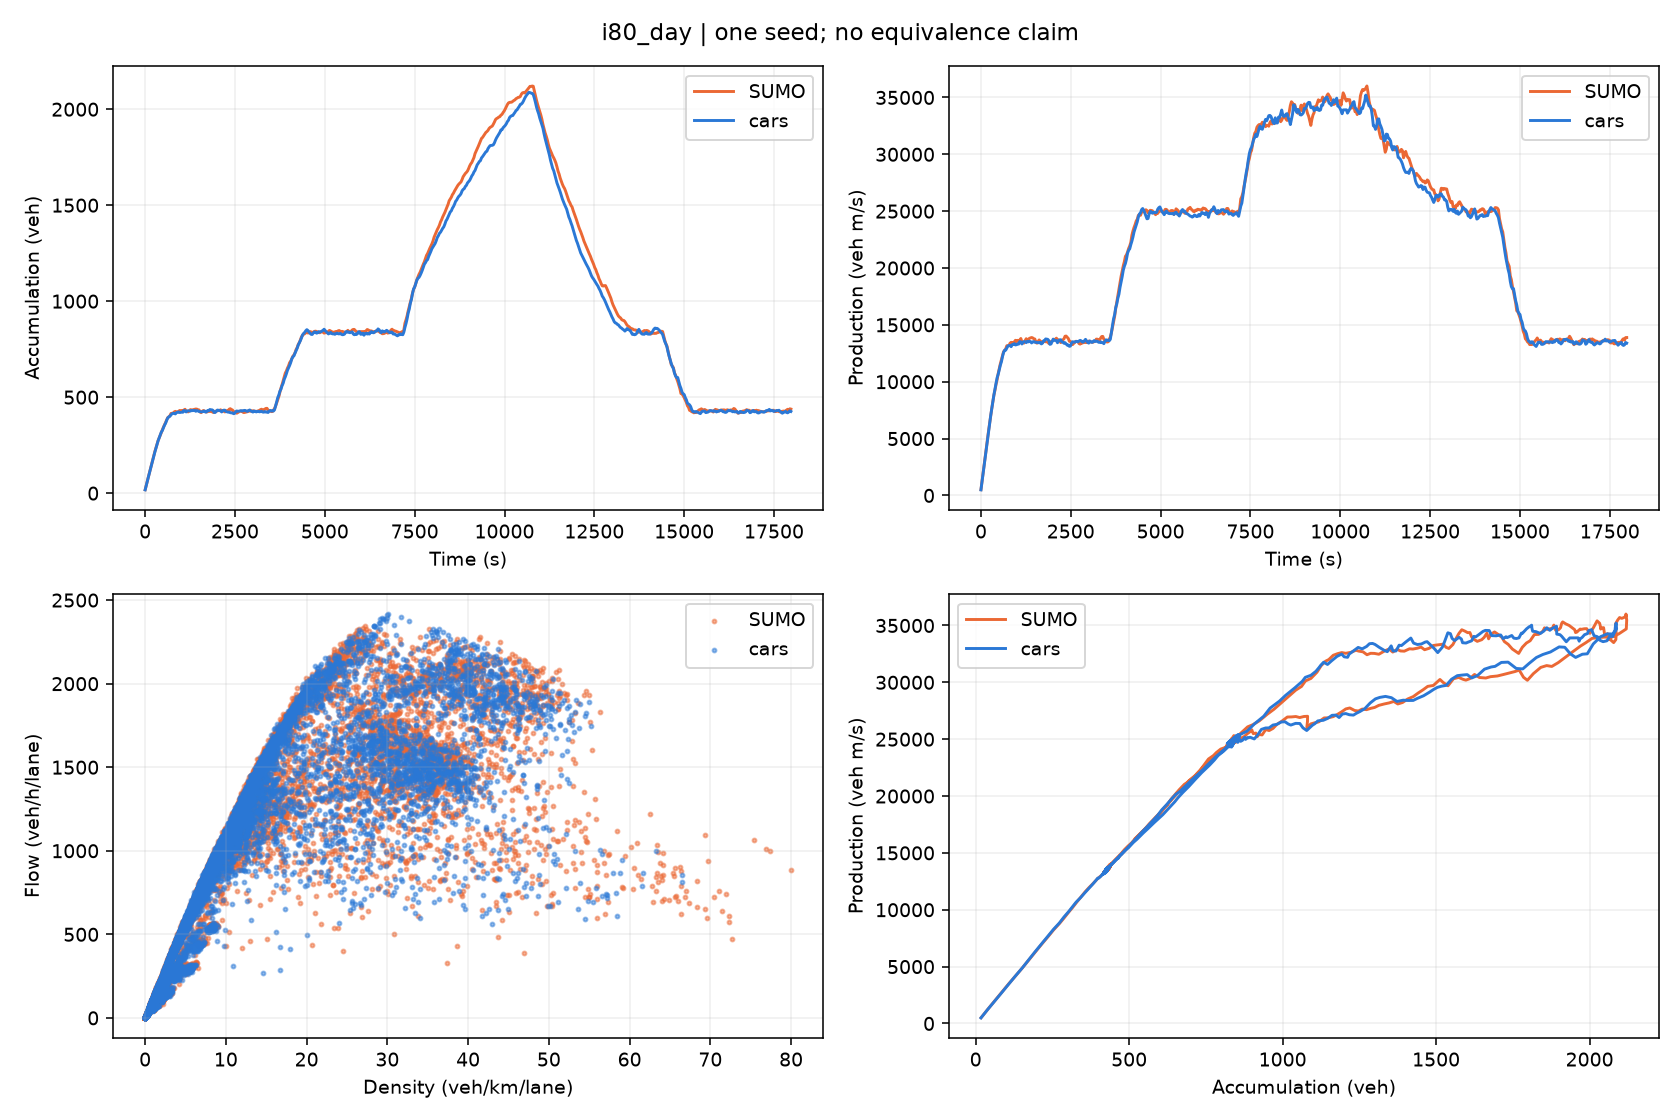 i80_day | one seed; no equivalence claim
Accumulation (veh)
2000
1500
1000
500
0
SUMO
cars
0 2500 5000 7500 10000 12500 15000 17500
Time (s)
Production (veh m/s)
35000
30000
25000
20000
15000
10000
5000
0
SUMO
cars
0 2500 5000 7500 10000 12500 15000 17500
Time (s)
Flow (veh/h/lane)
2500
2000
1500
1000
500
0
SUMO
cars
0 10 20 30 40 50 60 70 80
Density (veh/km/lane)
Production (veh m/s)
35000
30000
25000
20000
15000
10000
5000
0
SUMO
cars
0 500 1000 1500 2000
Accumulation (veh)